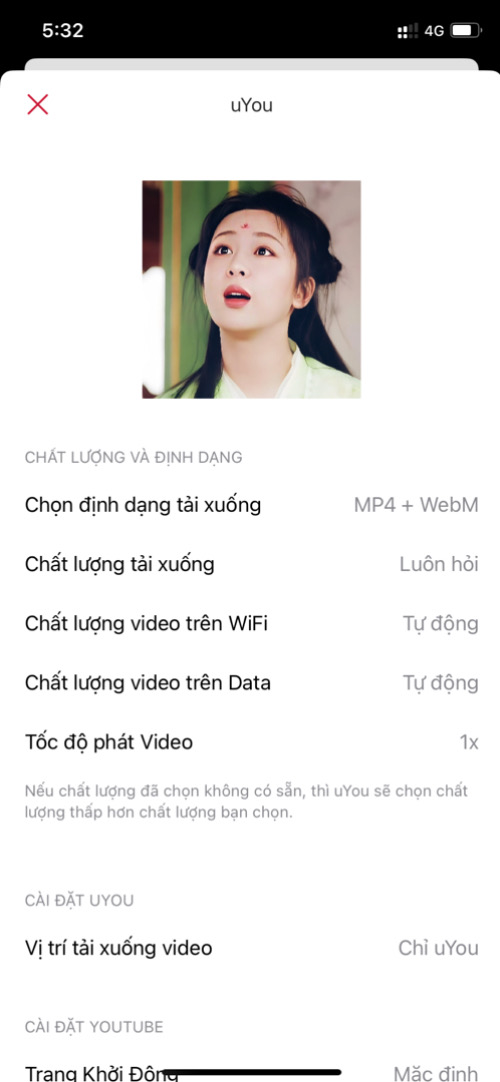 5:32
4G
uYou
CHẤT LƯỢNG VÀ ĐỊNH DẠNG
Chọn định dạng tải xuống MP4 + WebM
Chất lượng tải xuống Luôn hỏi
Chất lượng video trên WiFi Tự động
Chất lượng video trên Data Tự động
Tốc độ phát Video 1x
Nếu chất lượng đã chọn không có sẵn, thì uYou sẽ chọn chất
lượng thấp hơn chất lượng bạn chọn.
CÀI ĐẶT UYOU
Vị trí tải xuống video Chỉ uYou
CÀI ĐẶT YOUTUBE
Trang Khởi Động Mặc định